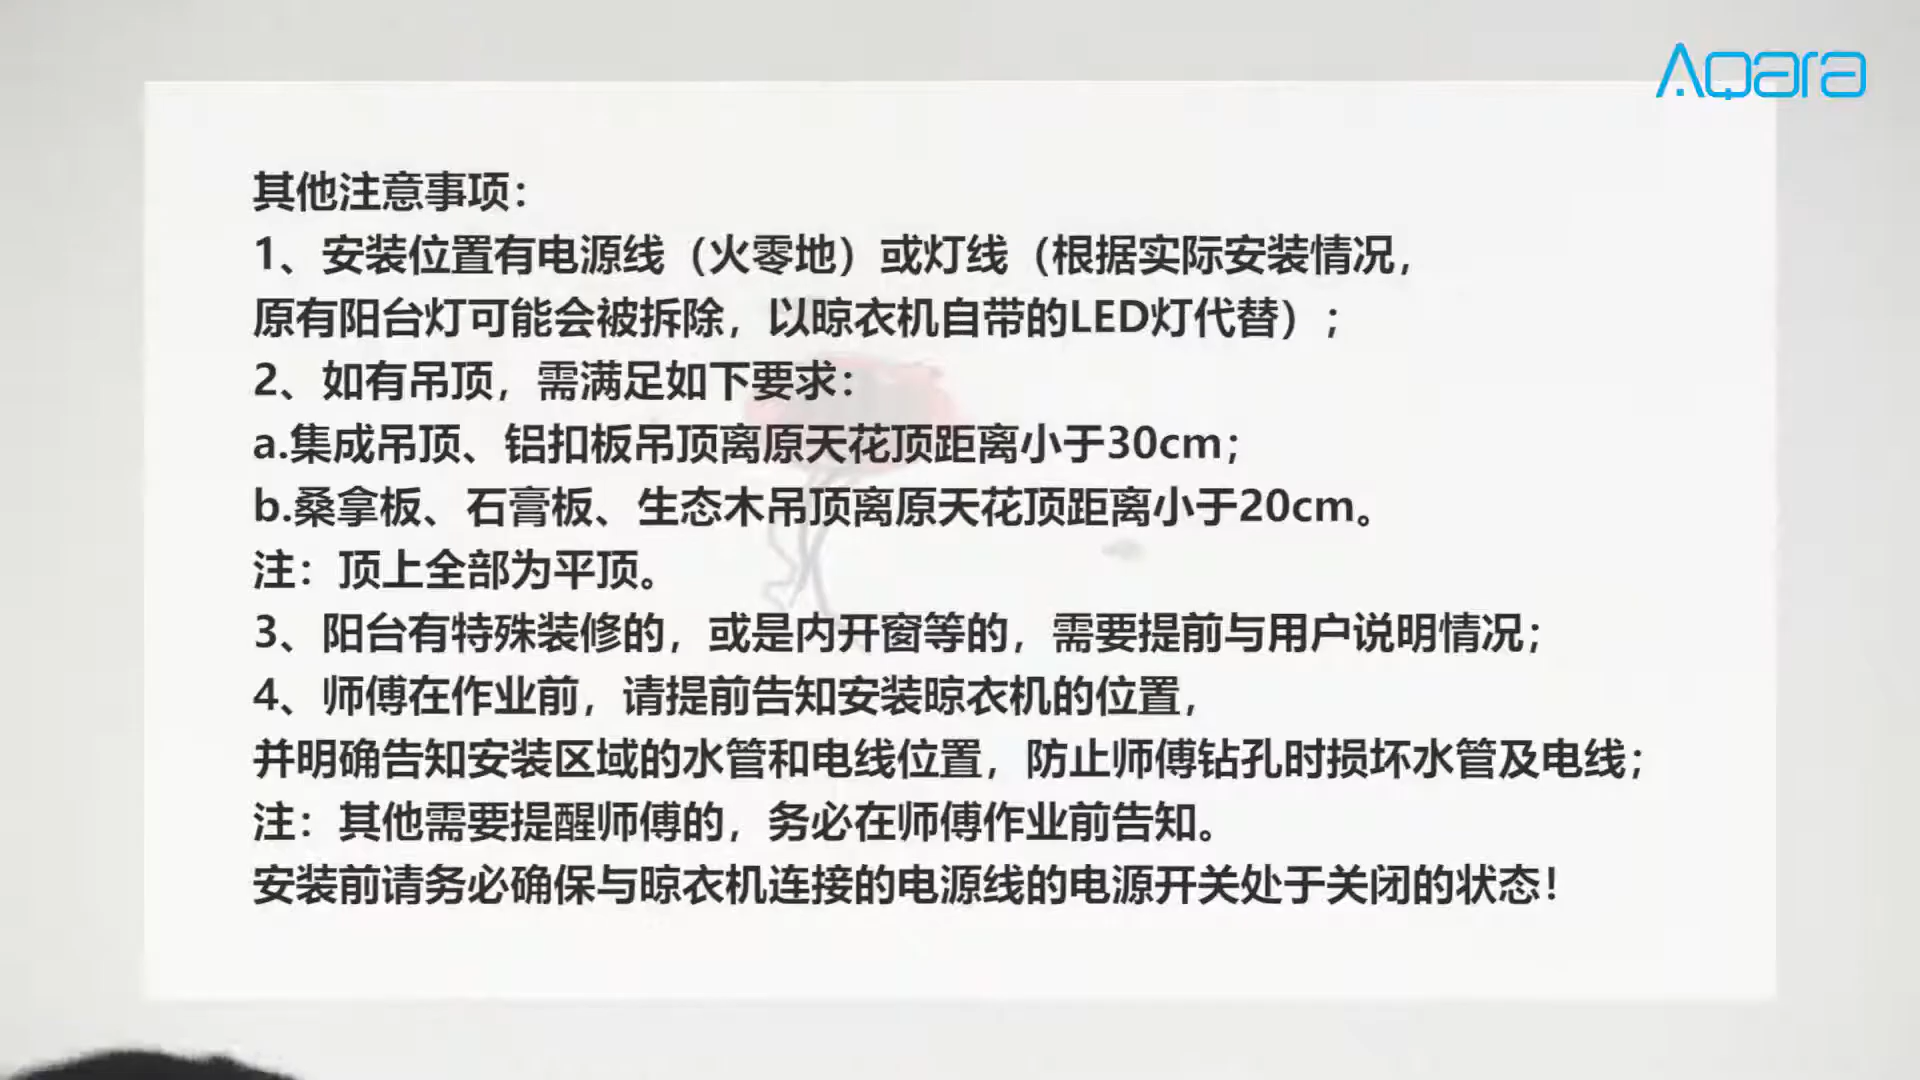 Aqara
其他注意事项：
1、安装位置有电源线（火零地）或灯线（根据实际安装情况，
原有阳台灯可能会被拆除，以晾衣机自带的LED灯代替）；
2、如有吊顶，需满足如下要求：
a.集成吊顶、铝扣板吊顶离原天花顶距离小于30cm；
b.桑拿板、石膏板、生态木吊顶离原天花顶距离小于20cm。
注：顶上全部为平顶。
3、阳台有特殊装修的，或是内开窗等的，需要提前与用户说明情况；
4、师傅在作业前，请提前告知安装晾衣机的位置，
并明确告知安装区域的水管和电线位置，防止师傅钻孔时损坏水管及电线；
注：其他需要提醒师傅的，务必在师傅作业前告知。
安装前请务必确保与晾衣机连接的电源线的电源开关处于关闭的状态！